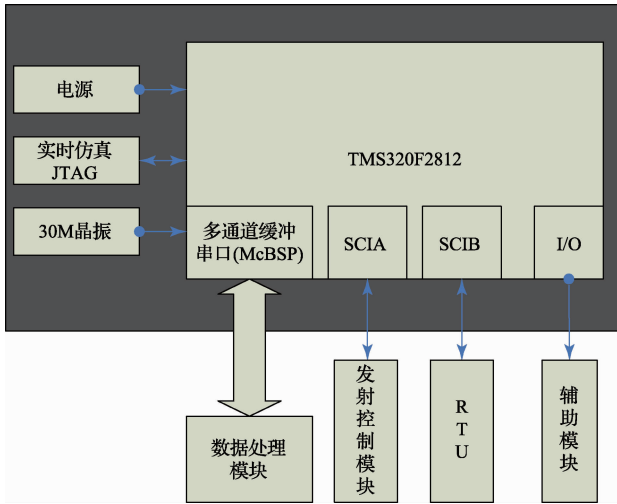 电源
实时仿真
JTAG
30M晶振
TMS320F2812
多通道缓冲
串口(McBSP)
SCIA
SCIB
I/O
数据处理
模块
发射控制模块
RTU
辅助模块